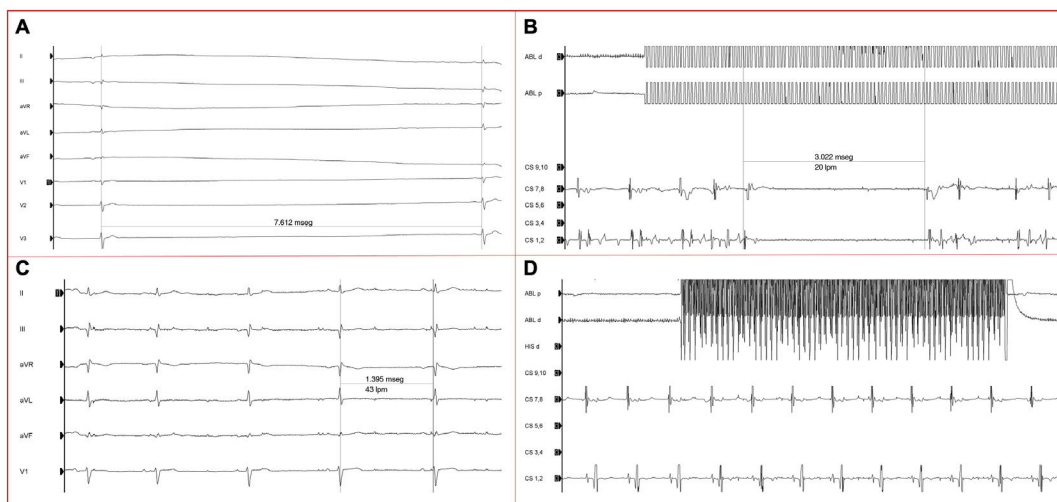 A
II
III
aVR
aVL
aVF
V1
V2
V3
7.612 mseg
B
ABL d
ABL p
3.022 mseg
20 lpm
CS 9,10
CS 7,8
CS 5,6
CS 3,4
CS 1,2
C
II
III
aVR
aVL
aVF
V1
1.395 mseg
43 lpm
D
ABL p
ABL d
HIS d
CS 9,10
CS 7,8
CS 5,6
CS 3,4
CS 1,2